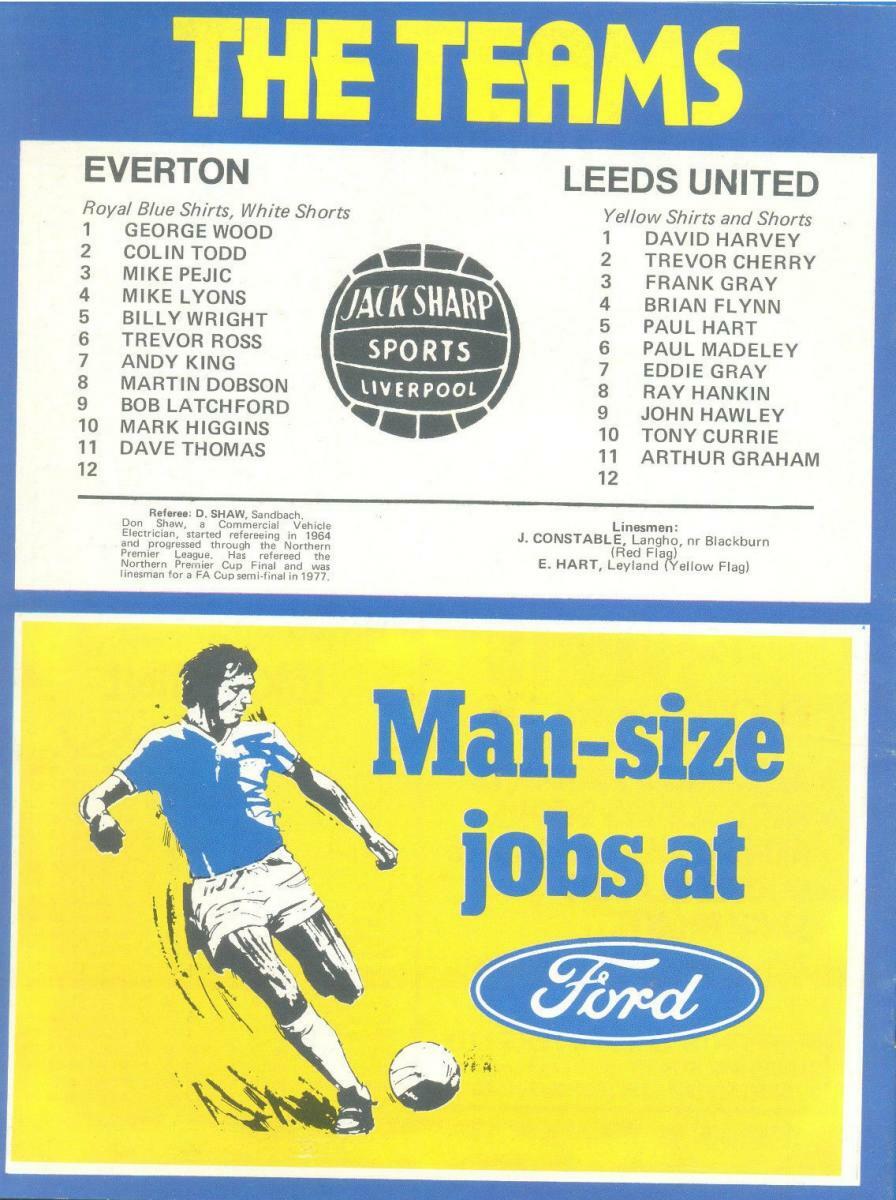 THE TEAMS
EVERTON
Royal Blue Shirts, White Shorts
1 GEORGE WOOD
2 COLIN TODD
3 MIKE PEJIC
4 MIKE LYONS
5 BILLY WRIGHT
6 TREVOR ROSS
7 ANDY KING
8 MARTIN DOBSON
9 BOB LATCHFORD
10 MARK HIGGINS
11 DAVE THOMAS
12
JACK SHARP
SPORTS
LIVERPOOL
LEEDS UNITED
Yellow Shirts and Shorts
1 DAVID HARVEY
2 TREVOR CHERRY
3 FRANK GRAY
4 BRIAN FLYNN
5 PAUL HART
6 PAUL MADELEY
7 EDDIE GRAY
8 RAY HANKIN
9 JOHN HAWLEY
10 TONY CURRIE
11 ARTHUR GRAHAM
12
Referee: D. SHAW, Sandbach.
Don Shaw, a Commercial Vehicle
Electrician, started refereeing in 1964
and progressed through the Northern
Premier League. Has refereed the
Northern Premier Cup Final and was
linesman for a FA Cup semi-final in 1977.
Linesmen:
J. CONSTABLE, Langho, nr Blackburn
(Red Flag)
E. HART, Leyland (Yellow Flag)
Man-size
jobs at
Ford